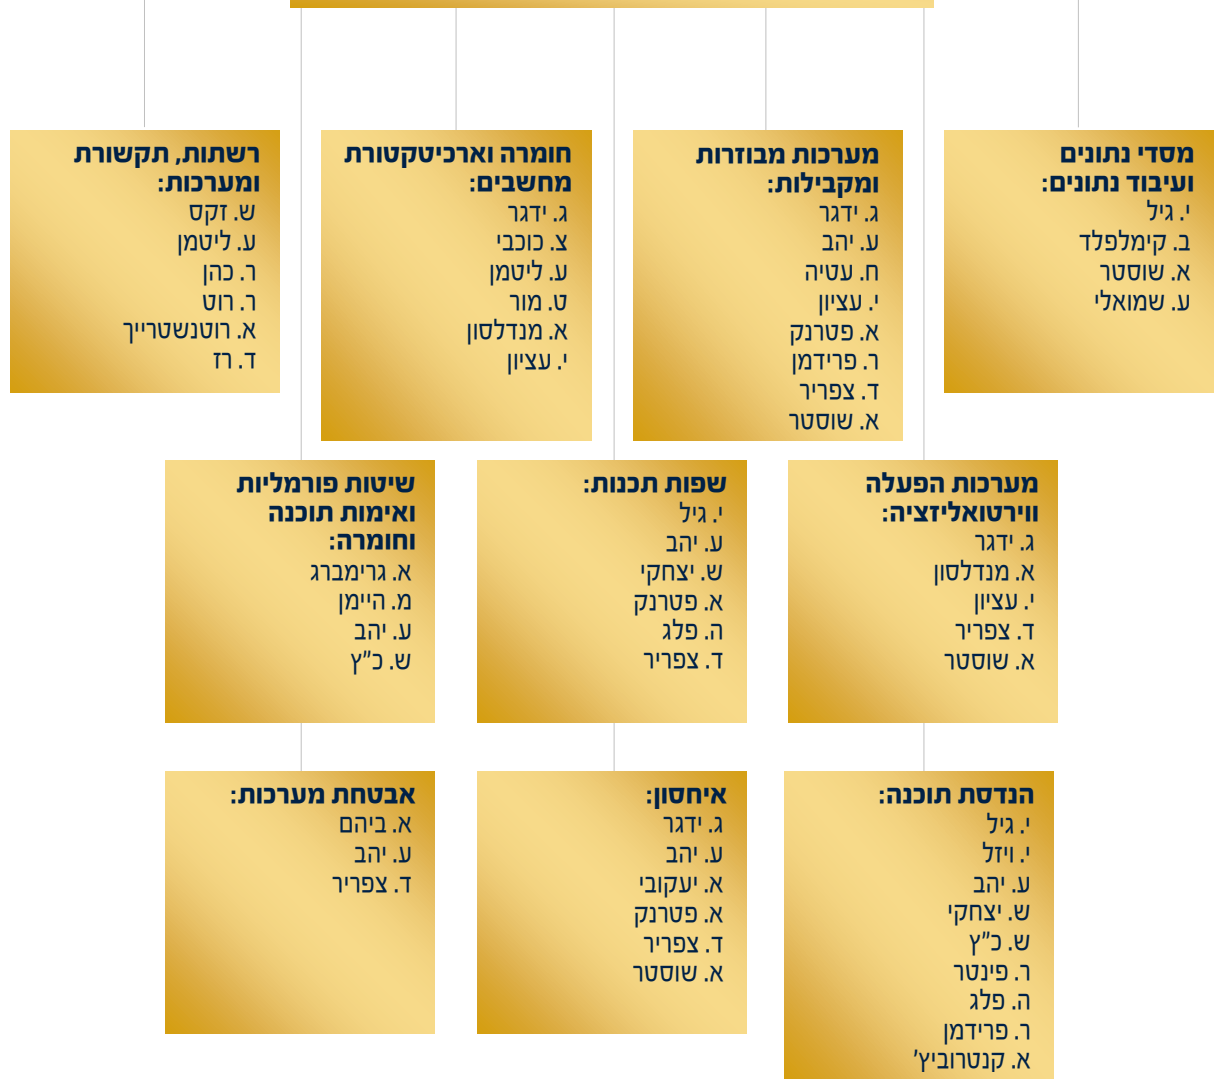 מסדי נתונים
ועיבוד נתונים:
י. גיל
ב. קימלפלד
א. שוסטר
ע. שמואלי
מערכות מבוזרות
ומקבילות:
ג. ידגר
ע. יהב
ח. עטיה
י. עציון
א. פטרנק
ר. פרידמן
ד. צפריר
א. שוסטר
חומרה וארכיטקטורת
מחשבים:
ג. ידגר
צ. כוכבי
ע. ליטמן
ט. מור
א. מנדלסון
י. עציון
רשתות, תקשורת
ומערכות:
ש. זקס
ע. ליטמן
ר. כהן
ר. רוט
א. רוטנשטרייך
ד. רז
מערכות הפעלה
ווירטואליזציה:
ג. ידגר
א. מנדלסון
י. עציון
ד. צפריר
א. שוסטר
שפות תכנות:
י. גיל
ע. יהב
ש. יצחקי
א. פטרנק
ה. פלג
ד. צפריר
שיטות פורמליות
ואימות תוכנה
וחומרה:
א. גרימברג
מ. היימן
ע. יהב
ש. כ"ץ
הנדסת תוכנה:
י. גיל
י. ויזל
ע. יהב
ש. יצחקי
ש. כ"ץ
ר. פינטר
ה. פלג
ר. פרידמן
א. קנטרוביץ'
איחסון:
ג. ידגר
ע. יהב
א. יעקובי
א. פטרנק
ד. צפריר
א. שוסטר
אבטחת מערכות:
א. ביהם
ע. יהב
ד. צפריר